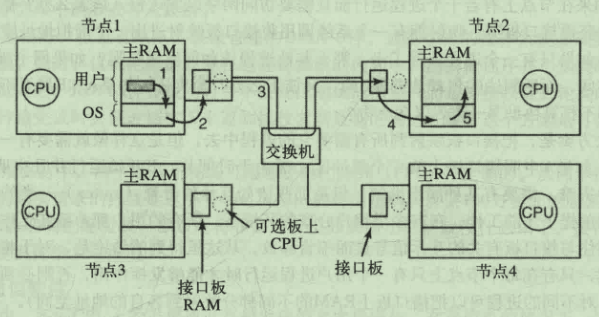 节点1
节点2
主RAM
主RAM
用户
OS
CPU
CPU
1
2
3
4
5
交换机
主RAM
主RAM
CPU
CPU
可选板上
CPU
节点3
接口板
RAM
接口板
节点4